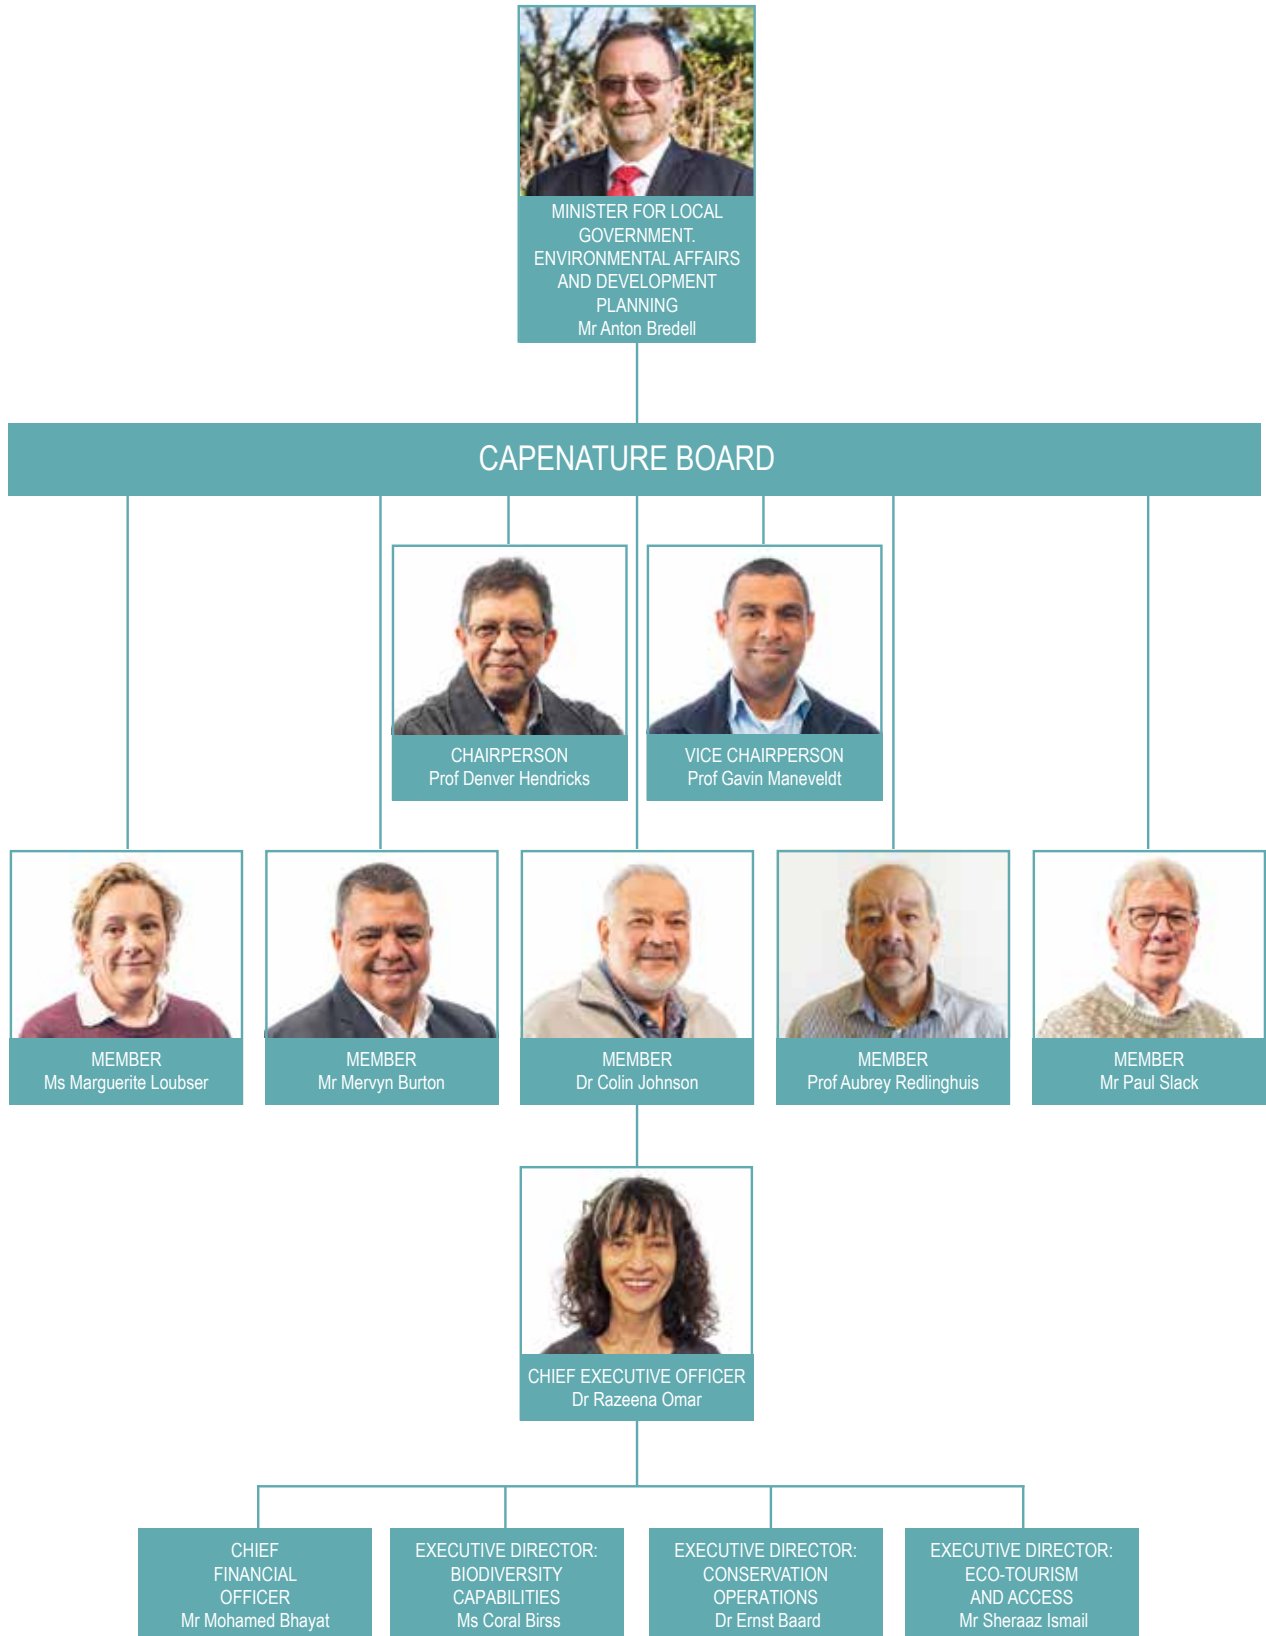 MINISTER FOR LOCAL
GOVERNMENT.
ENVIRONMENTAL AFFAIRS
AND DEVELOPMENT
PLANNING
Mr Anton Bredell
CAPENATURE BOARD
CHAIRPERSON
Prof Denver Hendricks
VICE CHAIRPERSON
Prof Gavin Maneveldt
MEMBER
Ms Marguerite Loubser
MEMBER
Mr Mervyn Burton
MEMBER
Dr Colin Johnson
MEMBER
Prof Aubrey Redlinghuis
MEMBER
Mr Paul Slack
CHIEF EXECUTIVE OFFICER
Dr Razeena Omar
CHIEF
FINANCIAL
OFFICER
Mr Mohamed Bhayat
EXECUTIVE DIRECTOR:
BIODIVERSITY
CAPABILITIES
Ms Coral Birss
EXECUTIVE DIRECTOR:
CONSERVATION
OPERATIONS
Dr Ernst Baard
EXECUTIVE DIRECTOR:
ECO-TOURISM
AND ACCESS
Mr Sheraaz Ismail